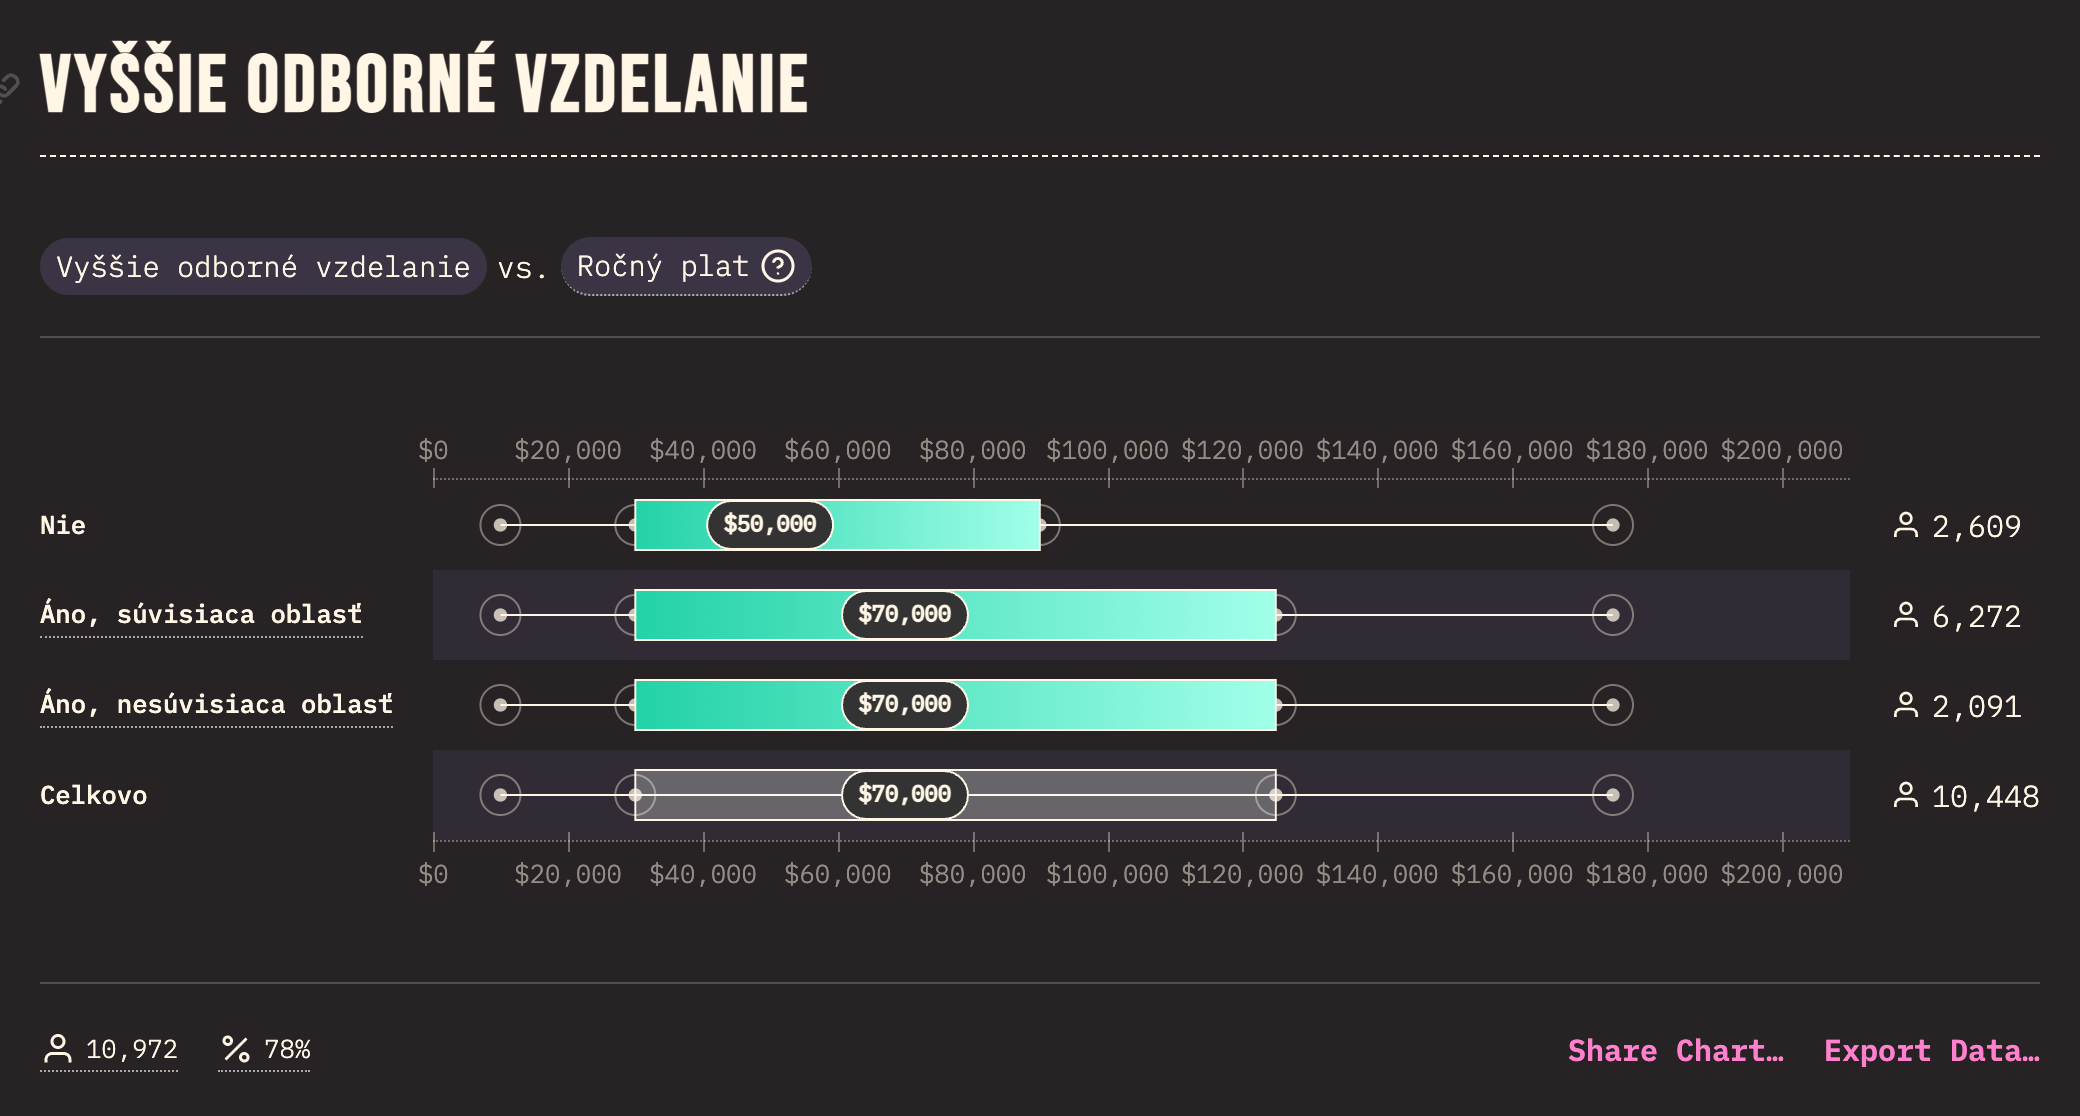 VYŠŠIE ODBORNÉ VZDELANIE
Vyššie odborné vzdelanie vs. Ročný plat ?
$0 $20,000 $40,000 $60,000 $80,000 $100,000 $120,000 $140,000 $160,000 $180,000 $200,000
Nie $50,000 2,609
Áno, súvisiaca oblasť $70,000 6,272
Áno, nesúvisiaca oblasť $70,000 2,091
Celkovo $70,000 10,448
$0 $20,000 $40,000 $60,000 $80,000 $100,000 $120,000 $140,000 $160,000 $180,000 $200,000
10,972 % 78% Share Chart… Export Data…